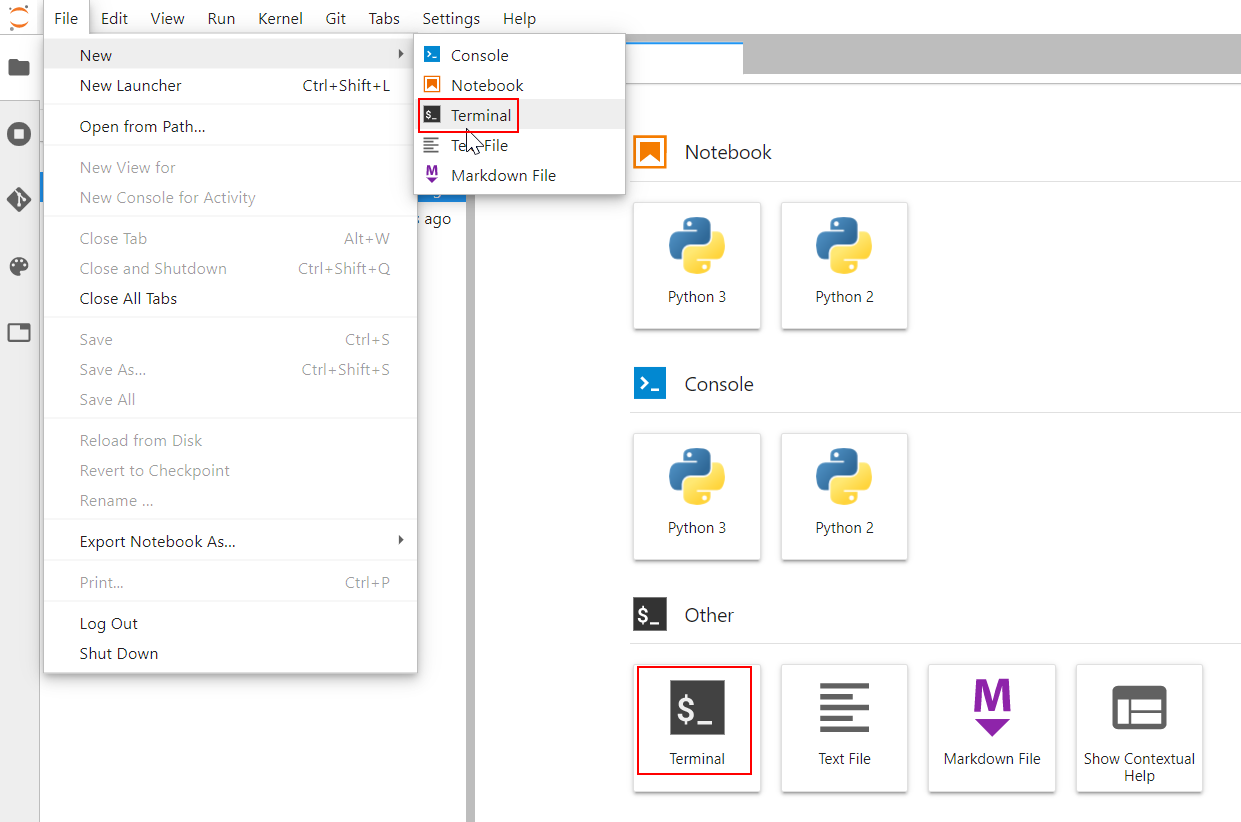 File Edit View Run Kernel Git Tabs Settings Help
New
New Launcher Ctrl+Shift+L
Open from Path...
New View for
New Console for Activity
Close Tab Alt+W
Close and Shutdown Ctrl+Shift+Q
Close All Tabs
Save Ctrl+S
Save As... Ctrl+Shift+S
Save All
Reload from Disk
Revert to Checkpoint
Rename ...
Export Notebook As...
Print... Ctrl+P
Log Out
Shut Down
Console
Notebook
$_ Terminal
File
Markdown File
ago
Notebook
Python 3 Python 2
Console
Python 3 Python 2
$_ Other
$_ M
Terminal Text File Markdown File Show Contextual
Help